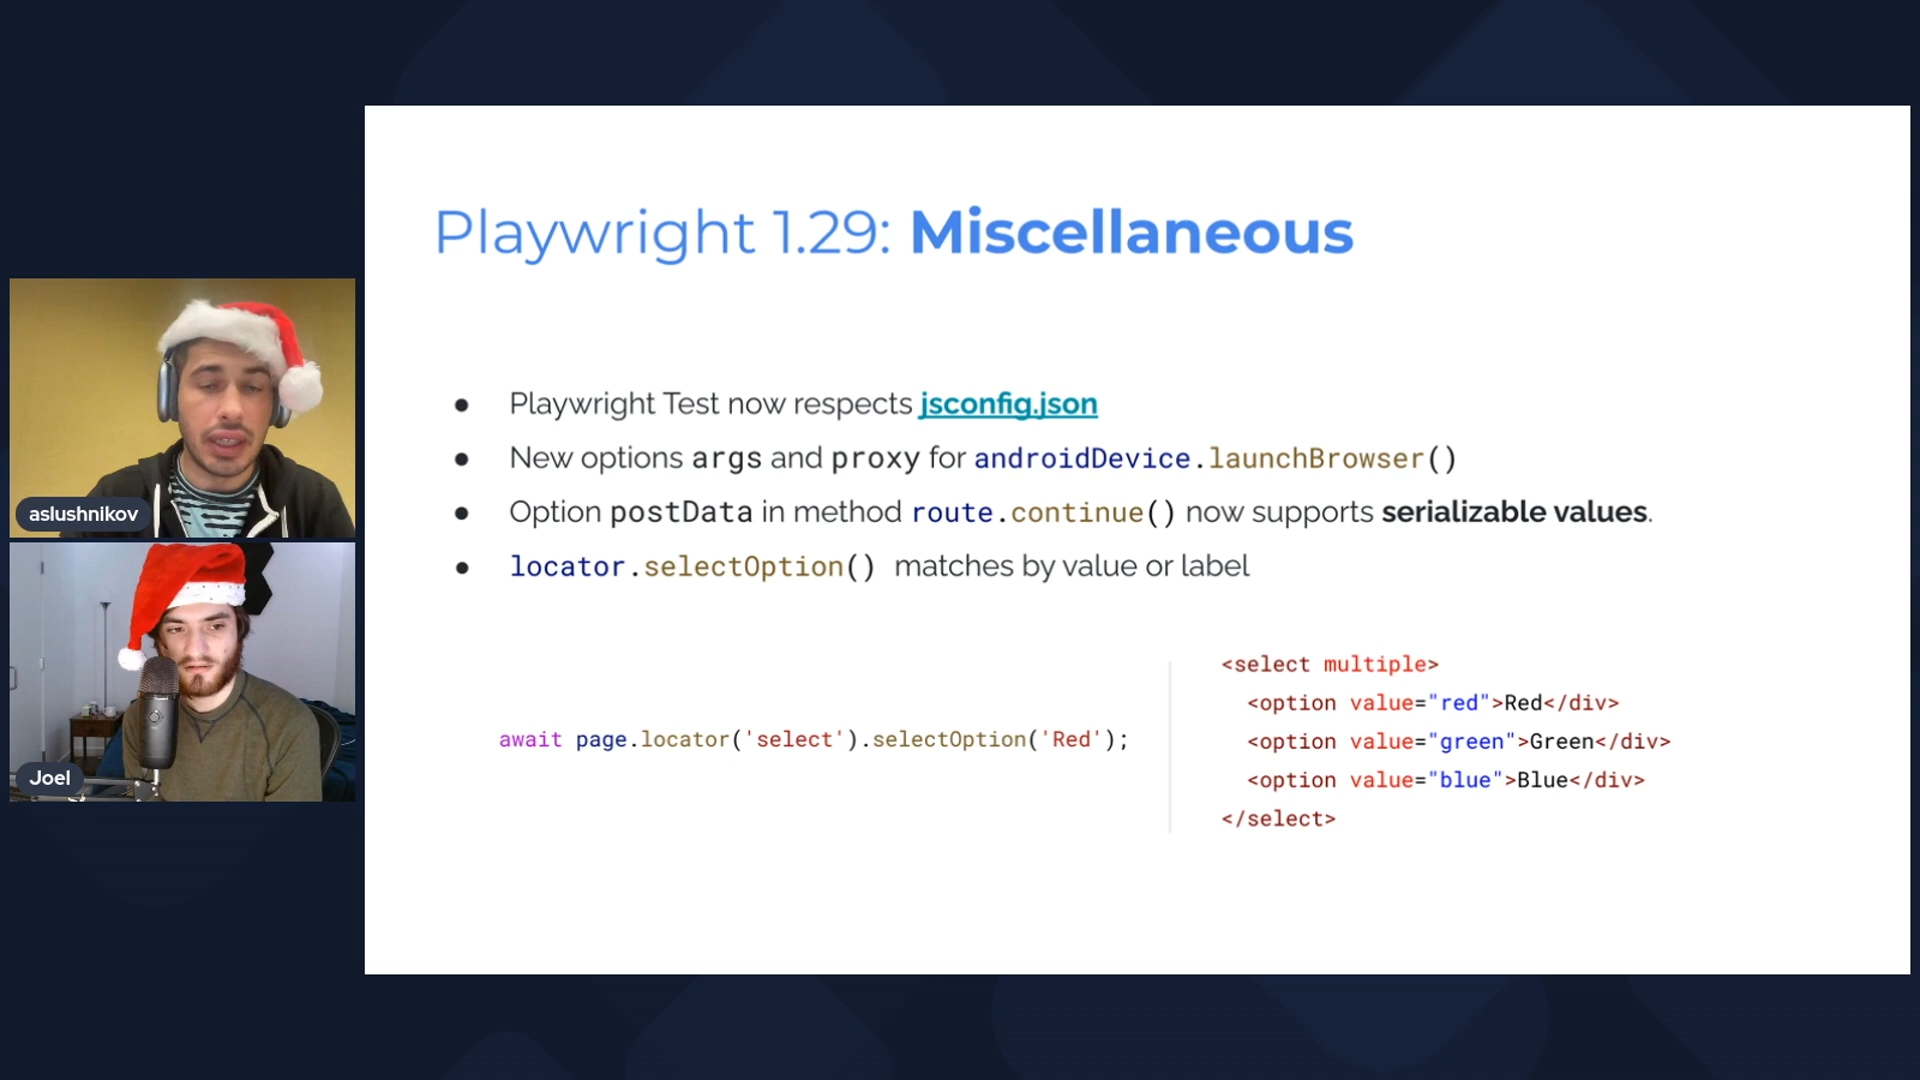 Playwright 1.29: Miscellaneous
● Playwright Test now respects jsconfig.json
● New options args and proxy for androidDevice.launchBrowser()
● Option postData in method route.continue() now supports serializable values.
● locator.selectOption() matches by value or label
await page.locator('select').selectOption('Red');
<select multiple>
<option value="red">Red</div>
<option value="green">Green</div>
<option value="blue">Blue</div>
</select>
aslushnikov
Joel